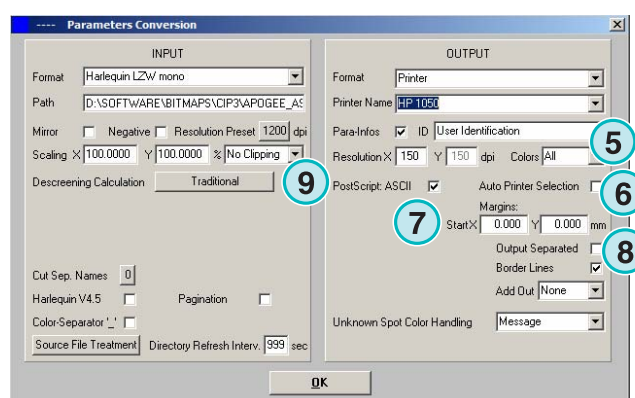 ---- Parameters Conversion
INPUT
Format Harlequin LZW mono
Path D:\SOFTWARE\BITMAPS\CIP3\APOGEE_AS
Mirror Negative Resolution Preset 1200 dpi
Scaling X 100.0000 Y 100.0000 % No Clipping
Descreening Calculation Traditional 9
Cut Sep. Names 0
Harlequin V4.5 Pagination
Color-Separator '_'
Source File Treatment Directory Refresh Interv. 999 sec
OUTPUT
Format Printer
Printer Name HP 1050
Para-Infos ID User Identification
5
Resolution X 150 Y 150 dpi Colors All
PostScript: ASCII Auto Printer Selection 6
Margins:
7 Start X 0.000 Y 0.000 mm
Output Separated 8
Border Lines
Add Out None
Unknown Spot Color Handling Message
OK